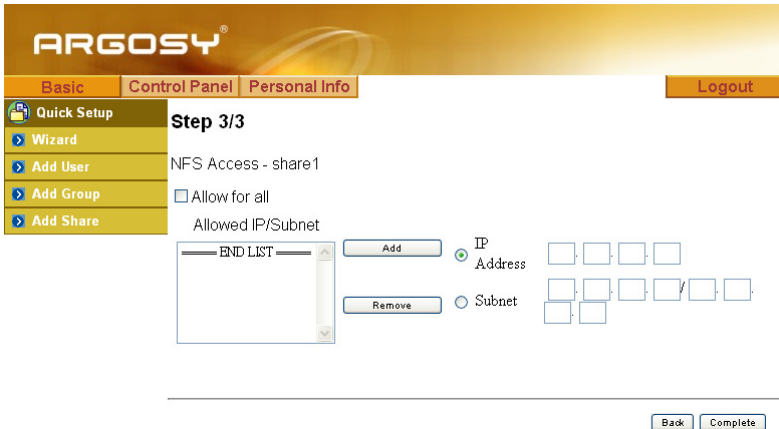 ARGOSY®
Basic Control Panel Personal Info Logout
Quick Setup
Wizard
Add User
Add Group
Add Share
Step 3/3
NFS Access - share1
Allow for all
Allowed IP/Subnet
END LIST
Add
Remove
IP
Address
. . .
Subnet
. . . / . .
.
Back Complete